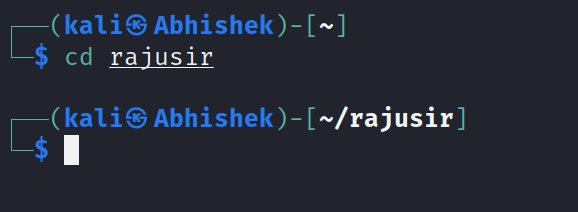 ┌──(kali㉿Abhishek)-[~]
└─$ cd rajusir
┌──(kali㉿Abhishek)-[~/rajusir]
└─$